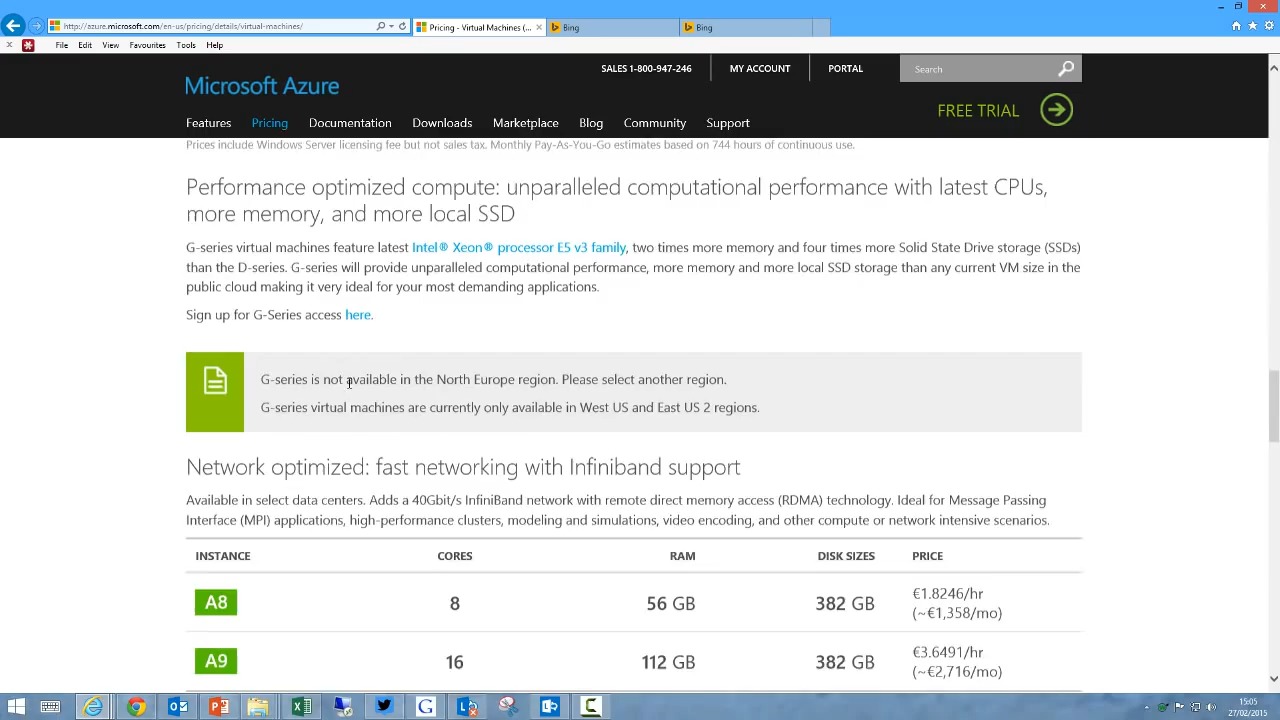 http://azure.microsoft.com/en-us/pricing/details/virtual-machines/
Pricing - Virtual Machines (...
Bing
Bing
File Edit View Favourites Tools Help
SALES 1-800-947-246 MY ACCOUNT PORTAL Search
Microsoft Azure
FREE TRIAL
Features Pricing Documentation Downloads Marketplace Blog Community Support
Prices include Windows Server licensing fee but not sales tax. Monthly Pay-As-You-Go estimates based on 744 hours of continuous use.
Performance optimized compute: unparalleled computational performance with latest CPUs,
more memory, and more local SSD
G-series virtual machines feature latest Intel® Xeon® processor E5 v3 family, two times more memory and four times more Solid State Drive storage (SSDs)
than the D-series. G-series will provide unparalleled computational performance, more memory and more local SSD storage than any current VM size in the
public cloud making it very ideal for your most demanding applications.
Sign up for G-Series access here.
G-series is not available in the North Europe region. Please select another region.
G-series virtual machines are currently only available in West US and East US 2 regions.
Network optimized: fast networking with Infiniband support
Available in select data centers. Adds a 40Gbit/s InfiniBand network with remote direct memory access (RDMA) technology. Ideal for Message Passing
Interface (MPI) applications, high-performance clusters, modeling and simulations, video encoding, and other compute or network intensive scenarios.
INSTANCE CORES RAM DISK SIZES PRICE
A8 8 56 GB 382 GB €1.8246/hr
(~€1,358/mo)
A9 16 112 GB 382 GB €3.6491/hr
(~€2,716/mo)
15:05
27/02/2015